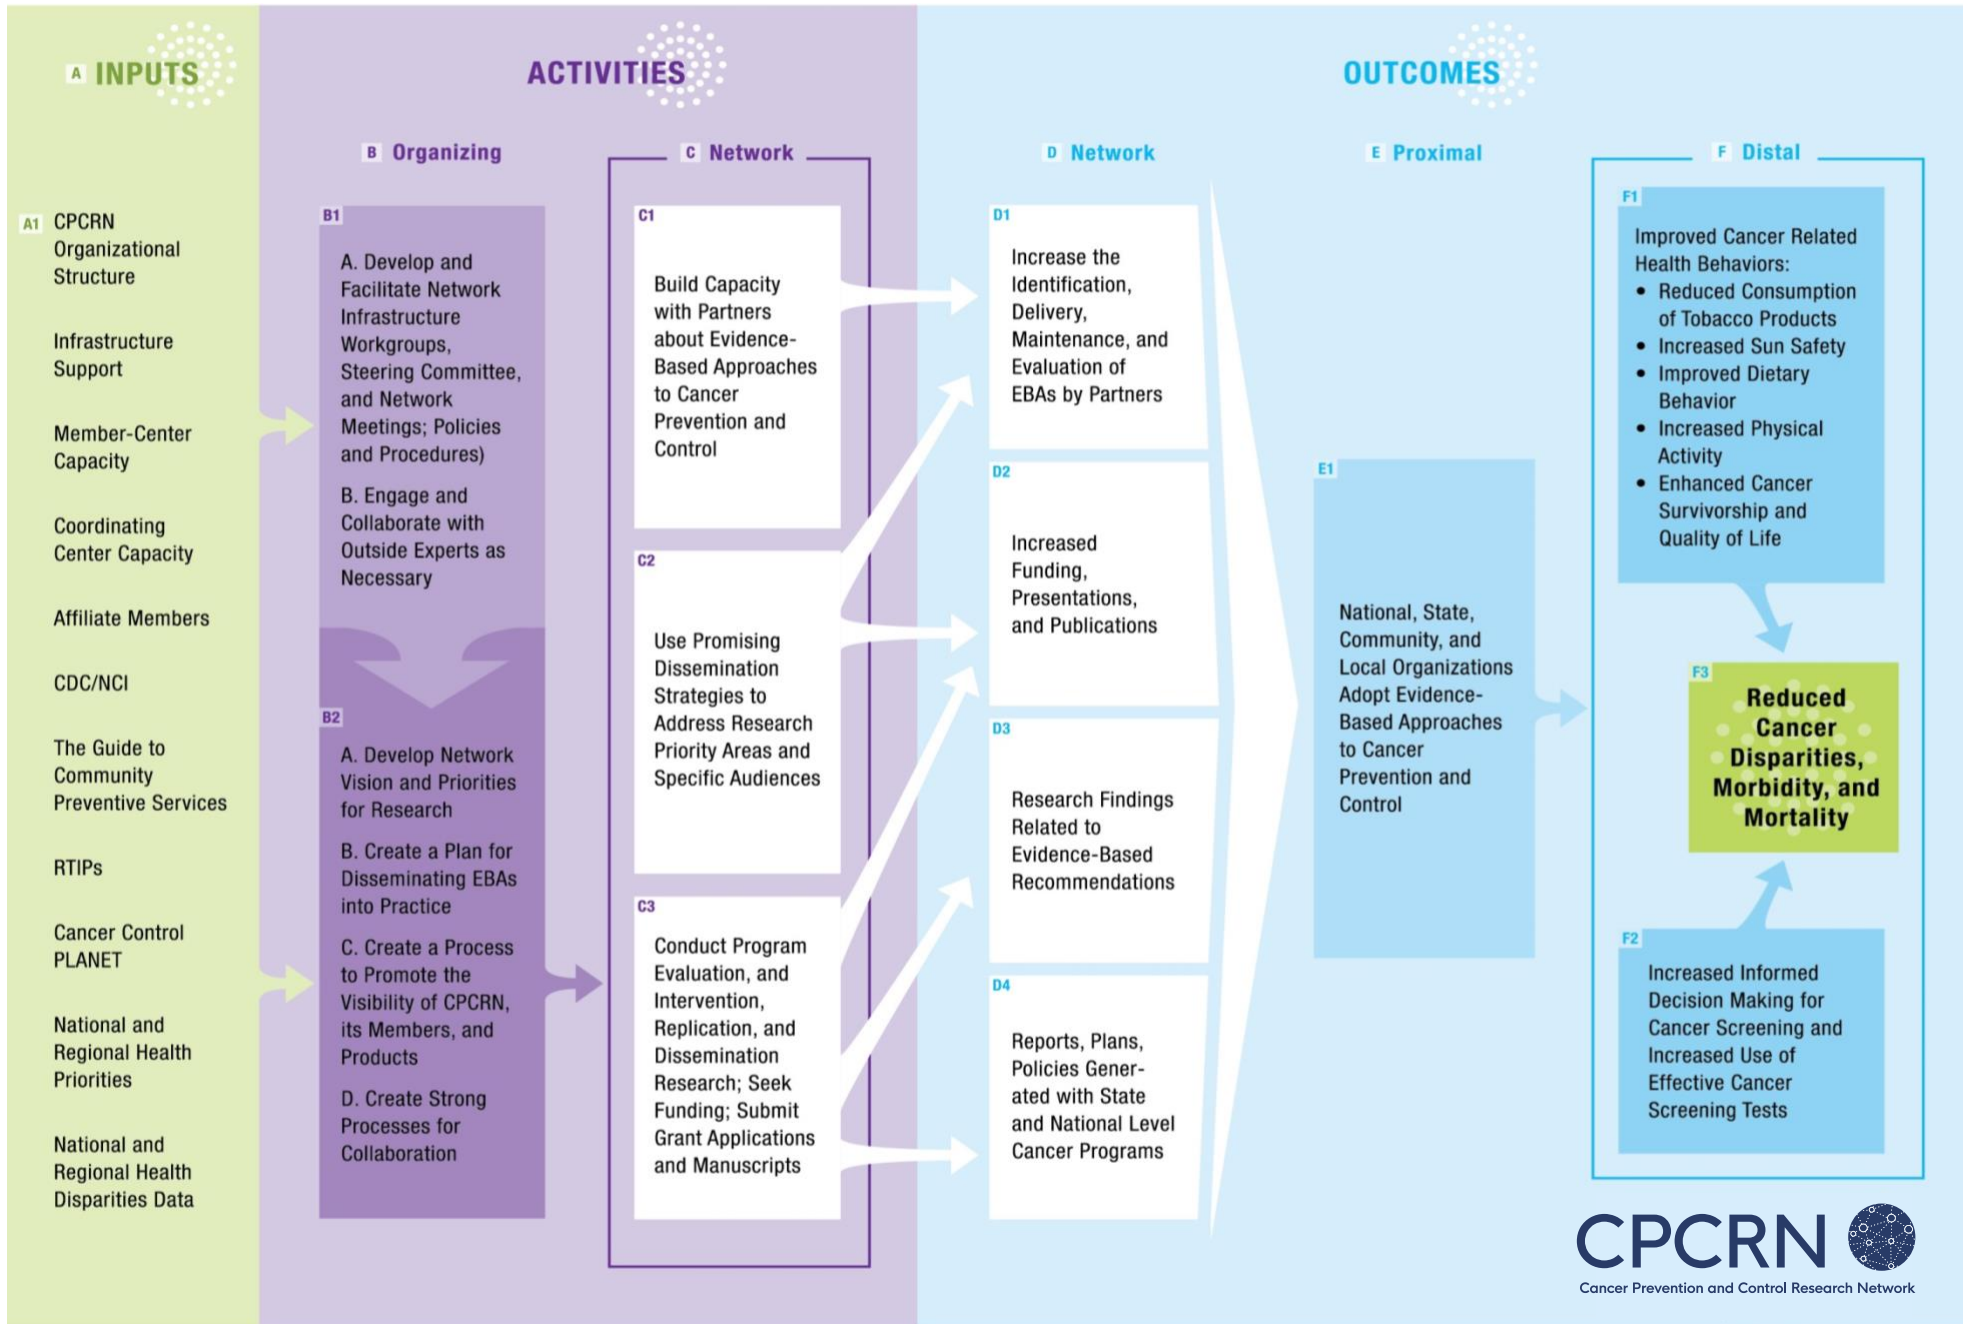 A INPUTS
ACTIVITIES
OUTCOMES
B Organizing
C Network
D Network
E Proximal
F Distal
A1 CPCRN
Organizational
Structure
Infrastructure
Support
Member-Center
Capacity
Coordinating
Center Capacity
Affiliate Members
CDC/NCI
The Guide to
Community
Preventive Services
RTIPs
Cancer Control
PLANET
National and
Regional Health
Priorities
National and
Regional Health
Disparities Data
B1
A. Develop and
Facilitate Network
Infrastructure
Workgroups,
Steering Committee,
and Network
Meetings; Policies
and Procedures)
B. Engage and
Collaborate with
Outside Experts as
Necessary
B2
A. Develop Network
Vision and Priorities
for Research
B. Create a Plan for
Disseminating EBAs
into Practice
C. Create a Process
to Promote the
Visibility of CPCRN,
its Members, and
Products
D. Create Strong
Processes for
Collaboration
C1
Build Capacity
with Partners
about Evidence-
Based Approaches
to Cancer
Prevention and
Control
C2
Use Promising
Dissemination
Strategies to
Address Research
Priority Areas and
Specific Audiences
C3
Conduct Program
Evaluation, and
Intervention,
Replication, and
Dissemination
Research; Seek
Funding; Submit
Grant Applications
and Manuscripts
D1
Increase the
Identification,
Delivery,
Maintenance, and
Evaluation of
EBAs by Partners
D2
Increased
Funding,
Presentations,
and Publications
D3
Research Findings
Related to
Evidence-Based
Recommendations
D4
Reports, Plans,
Policies Gener-
ated with State
and National Level
Cancer Programs
E1
National, State,
Community, and
Local Organizations
Adopt Evidence-
Based Approaches
to Cancer
Prevention and
Control
F1
Improved Cancer Related
Health Behaviors:
• Reduced Consumption
of Tobacco Products
• Increased Sun Safety
• Improved Dietary
Behavior
• Increased Physical
Activity
• Enhanced Cancer
Survivorship and
Quality of Life
F3
Reduced
Cancer
Disparities,
Morbidity, and
Mortality
F2
Increased Informed
Decision Making for
Cancer Screening and
Increased Use of
Effective Cancer
Screening Tests
CPCRN
Cancer Prevention and Control Research Network